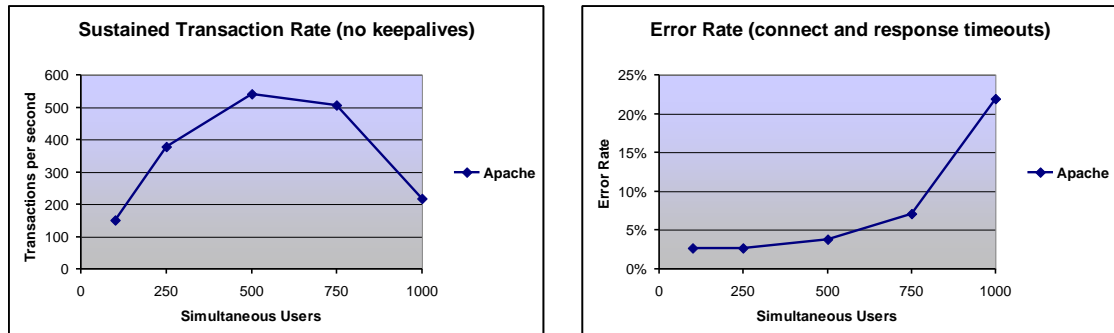 Sustained Transaction Rate (no keepalives)
600
500
400
300
200
100
0
Transactions per second
0 250 500 750 1000
Simultaneous Users
Apache
Error Rate (connect and response timeouts)
25%
20%
15%
10%
5%
0%
Error Rate
0 250 500 750 1000
Simultaneous Users
Apache